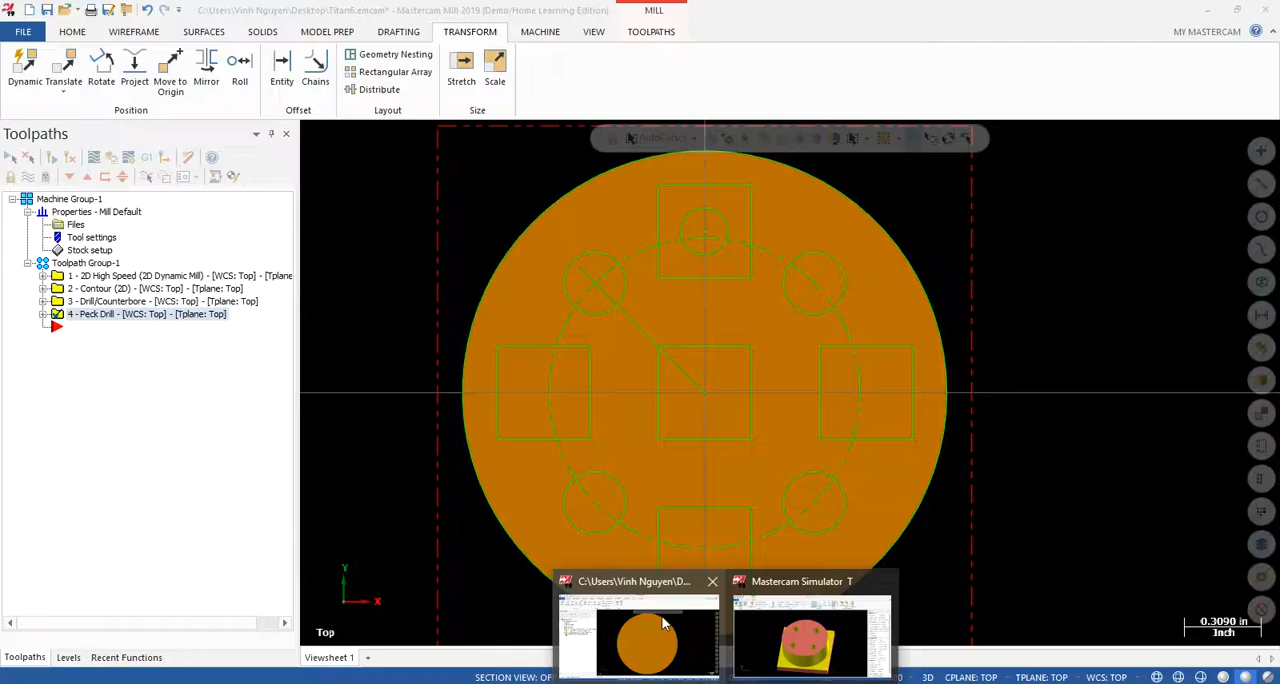 C:\Users\Vinh Nguyen\Desktop\Titan6.emcam* - Mastercam Mill 2019 (Demo/Home Learning Edition)
MILL
FILE HOME WIREFRAME SURFACES SOLIDS MODEL PREP DRAFTING TRANSFORM MACHINE VIEW TOOLPATHS MY MASTERCAM
Dynamic Translate Rotate Project Move to Origin Mirror Roll
Position
Entity Chains
Offset
Geometry Nesting
Rectangular Array
Distribute
Layout
Stretch Scale
Size
Toolpaths
AutoCursor
G1
Machine Group-1
Properties - Mill Default
Files
Tool settings
Stock setup
Toolpath Group-1
1 - 2D High Speed (2D Dynamic Mill) - [WCS: Top] - [Tplane:
2 - Contour (2D) - [WCS: Top] - [Tplane: Top]
3 - Drill/Counterbore - [WCS: Top] - [Tplane: Top]
4 - Peck Drill - [WCS: Top] - [Tplane: Top]
Y
X
Top
C:\Users\Vinh Nguyen\D...
Mastercam Simulator T
0.3090 in
Inch
Toolpaths Levels Recent Functions
Viewsheet 1 +
SECTION VIEW: OF
3D CPLANE: TOP TPLANE: TOP WCS: TOP